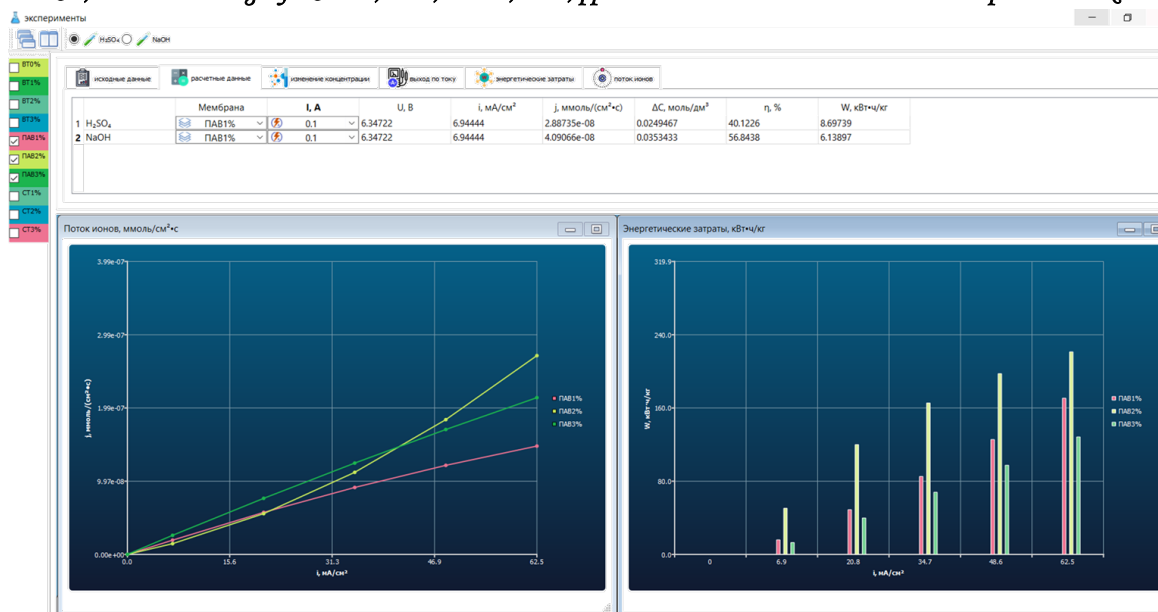 эксперименты
H₂SO₄ NaOH
ВТ0%
ВТ1%
ВТ2%
ВТ3%
ПАВ1%
ПАВ2%
ПАВ3%
СТ1%
СТ2%
СТ3%
исходные данные расчетные данные изненение концентрации выход по току энергетические затраты поток ионов
Мембрана I, А U, В i, мА/см² j, ммоль/(см²•с) ΔC, моль/дм³ η, % W, кВт•ч/кг
1 H₂SO₄ ПАВ1% 0.1 6.34722 6.94444 2.88735e-08 0.0249467 40.1226 8.69739
2 NaOH ПАВ1% 0.1 6.34722 6.94444 4.09066e-08 0.0353433 56.8438 6.13897
Поток ионов, ммоль/см²•с
3.99e-07
2.99e-07
1.99e-07
9.97e-08
0.00e+00
j, ммоль/(см²•с)
0.0 15.6 31.3 46.9 62.5
i, мА/см²
ПАВ1%
ПАВ2%
ПАВ3%
Энергетические затраты, кВт•ч/кг
319.9
240.0
160.0
80.0
0.0
W, кВт·ч/кг
0 6.9 20.8 34.7 48.6 62.5
i, мА/см²
ПАВ1%
ПАВ2%
ПАВ3%